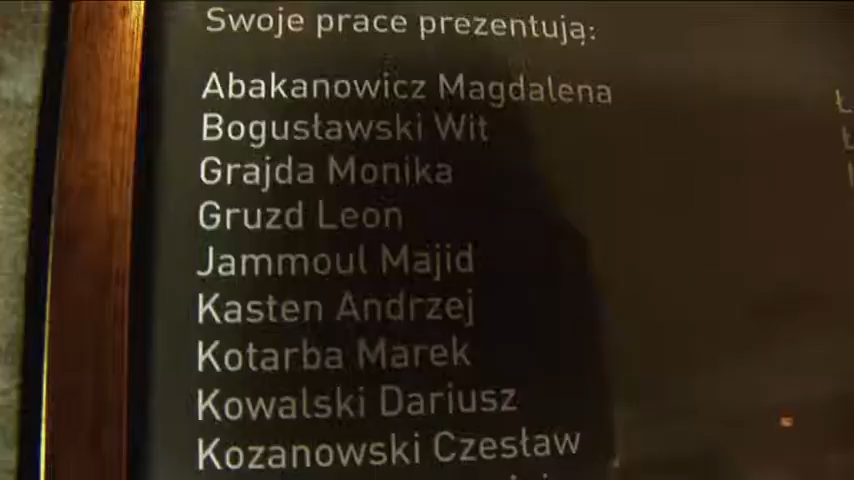 Swoje prace prezentują:
Abakanowicz Magdalena
Bogusławski Wit
Grajda Monika
Gruzd Leon
Jammoul Majid
Kasten Andrzej
Kotarba Marek
Kowalski Dariusz
Kozanowski Czesław